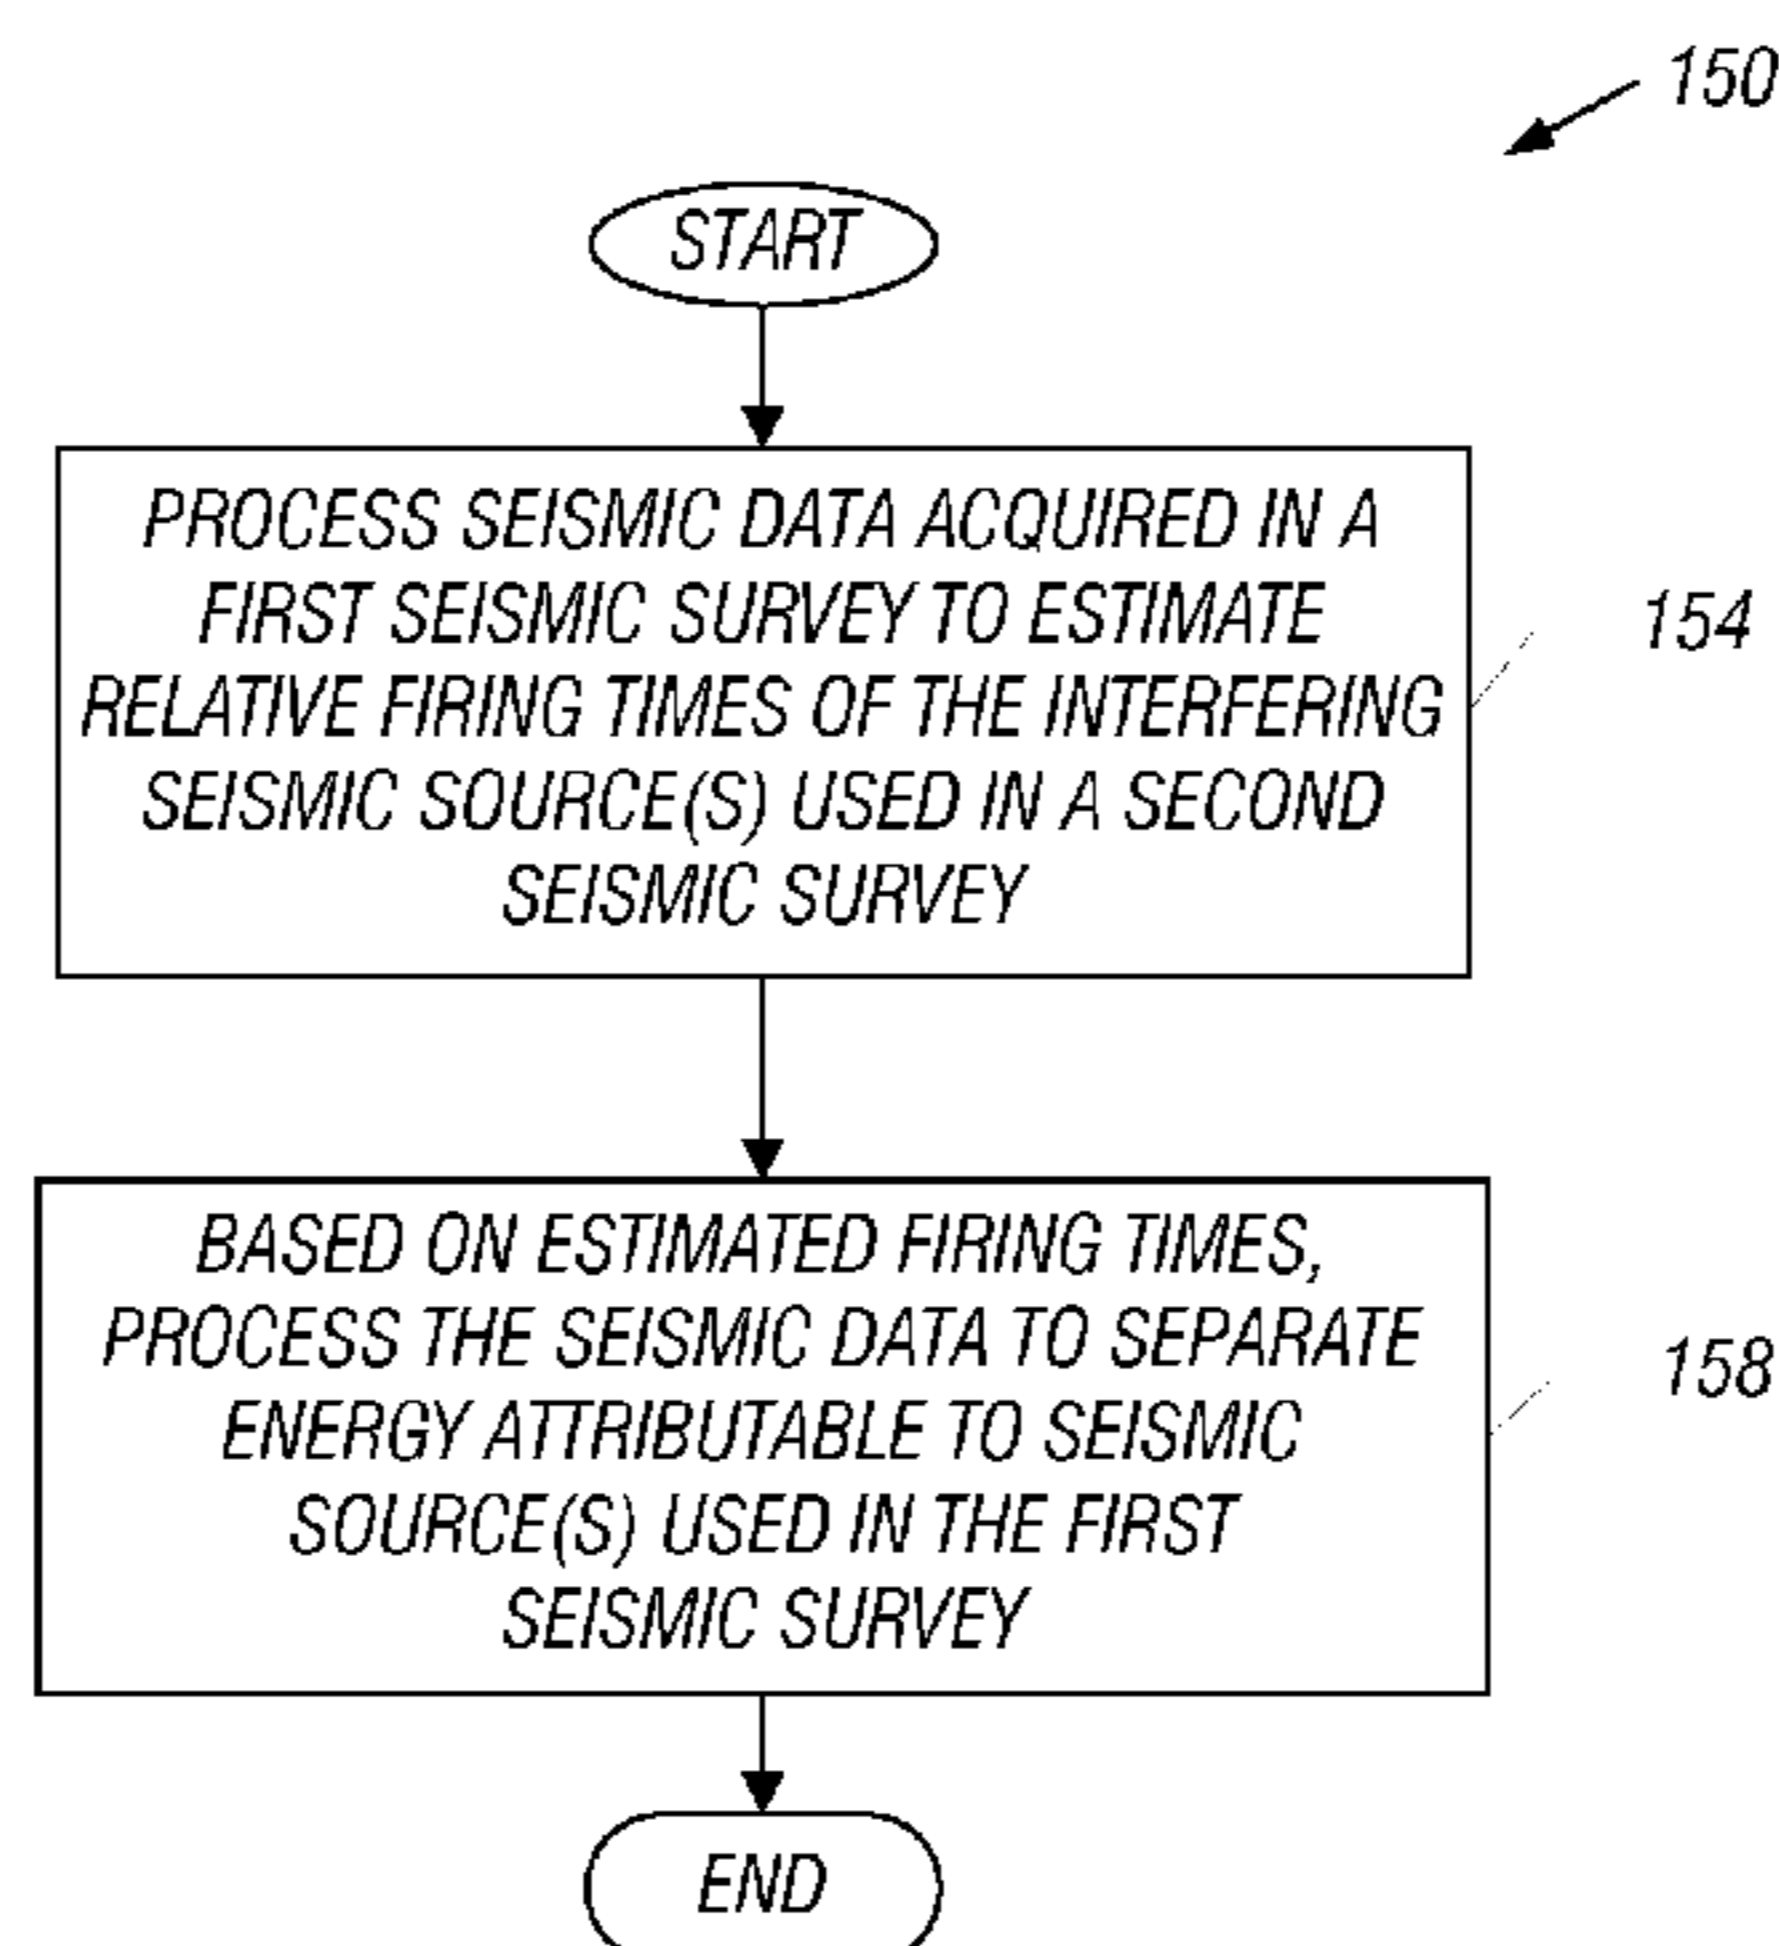 150
START
PROCESS SEISMIC DATA ACQUIRED IN A
FIRST SEISMIC SURVEY TO ESTIMATE
RELATIVE FIRING TIMES OF THE INTERFERING
SEISMIC SOURCE(S) USED IN A SECOND
SEISMIC SURVEY
154
BASED ON ESTIMATED FIRING TIMES,
PROCESS THE SEISMIC DATA TO SEPARATE
ENERGY ATTRIBUTABLE TO SEISMIC
SOURCE(S) USED IN THE FIRST
SEISMIC SURVEY
158
END